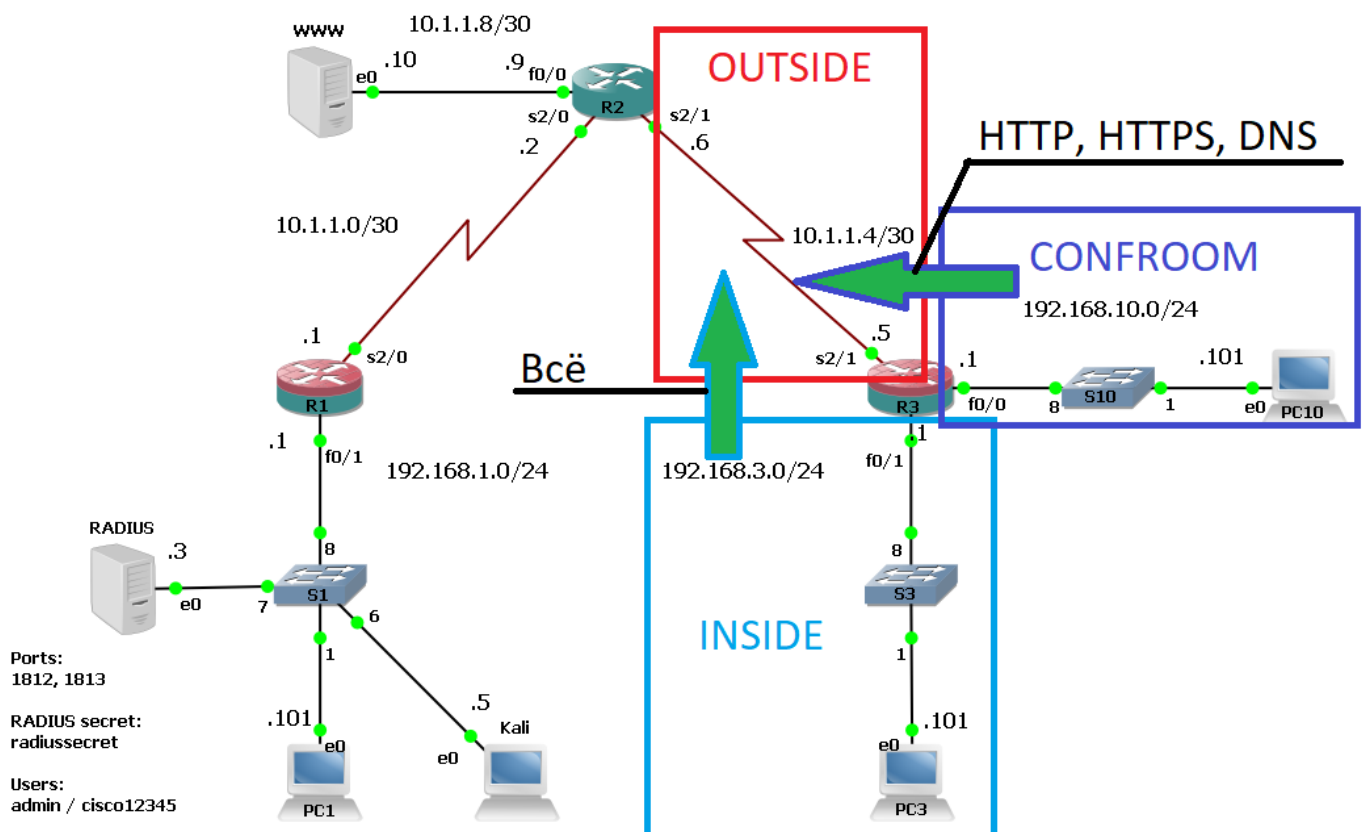 www
10.1.1.8/30
.10
.9
e0
f0/0
R2
s2/0
s2/1
.2
.6
OUTSIDE
HTTP, HTTPS, DNS
10.1.1.0/30
10.1.1.4/30
CONFROOM
192.168.10.0/24
.1
s2/0
R1
.1
f0/1
192.168.1.0/24
Всё
.5
s2/1
R3
.1
f0/0
8
S10
1
.101
e0
PC10
.1
f0/1
192.168.3.0/24
RADIUS
.3
e0
7
8
S1
6
1
.5
Kali
e0
.101
e0
PC1
8
S3
1
INSIDE
.101
e0
PC3
Ports:
1812, 1813
RADIUS secret:
radiussecret
Users:
admin / cisco12345